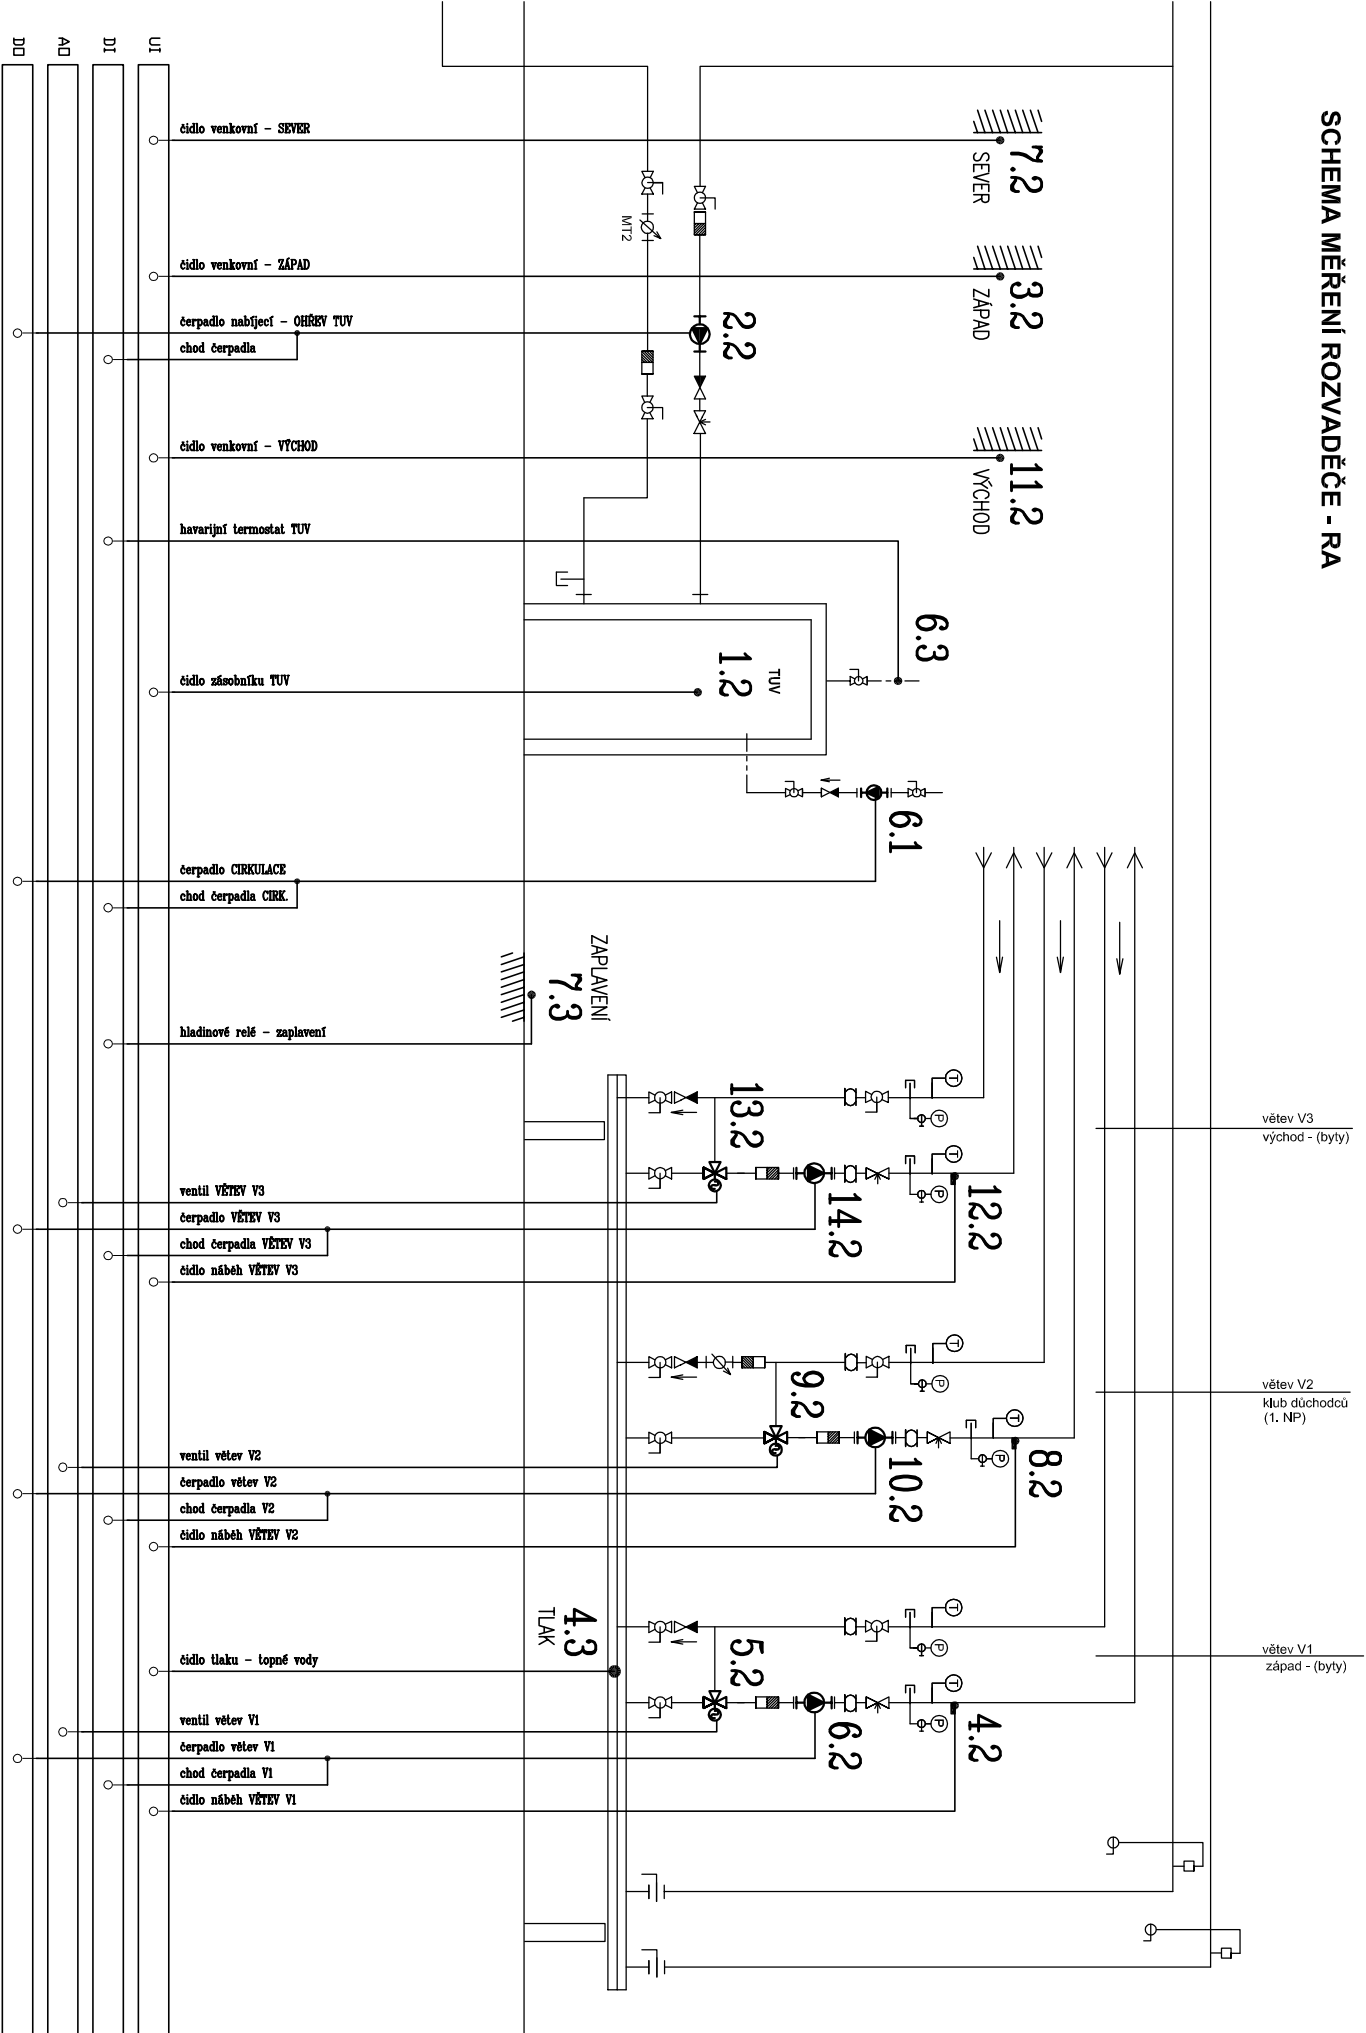 SCHEMA MĚŘENÍ ROZVADĚČE - RA
UI
DI
AO
DO
čidlo venkovní - SEVER
7.2
SEVER
MT2
čidlo venkovní - ZÁPAD
3.2
ZÁPAD
čerpadlo nabíjecí - OHŘEV TUV
chod čerpadla
2.2
čidlo venkovní - VÝCHOD
11.2
VÝCHOD
havarijní termostat TUV
6.3
čidlo zásobníku TUV
1.2
TUV
6.1
čerpadlo CIRKULACE
chod čerpadla CIRK.
ZAPLAVENÍ
7.3
hladinové relé - zaplavení
T
P
13.2
větev V3
východ - (byty)
T
P
12.2
14.2
ventil VĚTEV V3
čerpadlo VĚTEV V3
chod čerpadla VĚTEV V3
čidlo náběh VĚTEV V3
T
P
9.2
větev V2
klub důchodců
(1. NP)
T
P
8.2
10.2
ventil větev V2
čerpadlo větev V2
chod čerpadla V2
čidlo náběh VĚTEV V2
T
P
4.3
TLAK
5.2
větev V1
západ - (byty)
čidlo tlaku - topné vody
T
P
4.2
6.2
ventil větev V1
čerpadlo větev V1
chod čerpadla V1
čidlo náběh VĚTEV V1